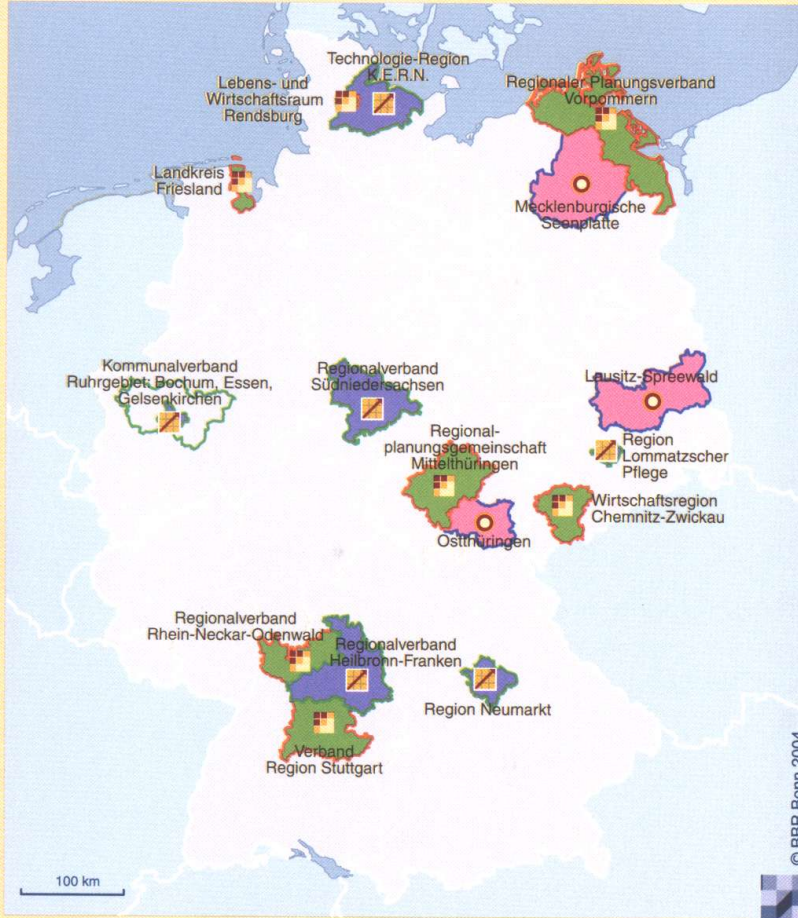 Technologie-Region
K.E.R.N.
Lebens- und
Wirtschaftsraum
Rendsburg
Regionaler Planungsverband
Vorpommern
Landkreis
Friesland
Mecklenburgische
Seenplatte
Kommunalverband
Ruhrgebiet: Bochum, Essen,
Gelsenkirchen
Regionalverband
Südniedersachsen
Lausitz-Spreewald
Regional-
planungsgemeinschaft
Mittelthüringen
Region
Lommatzscher
Pflege
Wirtschaftsregion
Chemnitz-Zwickau
Ostthüringen
Regionalverband
Rhein-Neckar-Odenwald
Regionalverband
Heilbronn-Franken
Region Neumarkt
Verband
Region Stuttgart
100 km
© BBR Bonn 2004